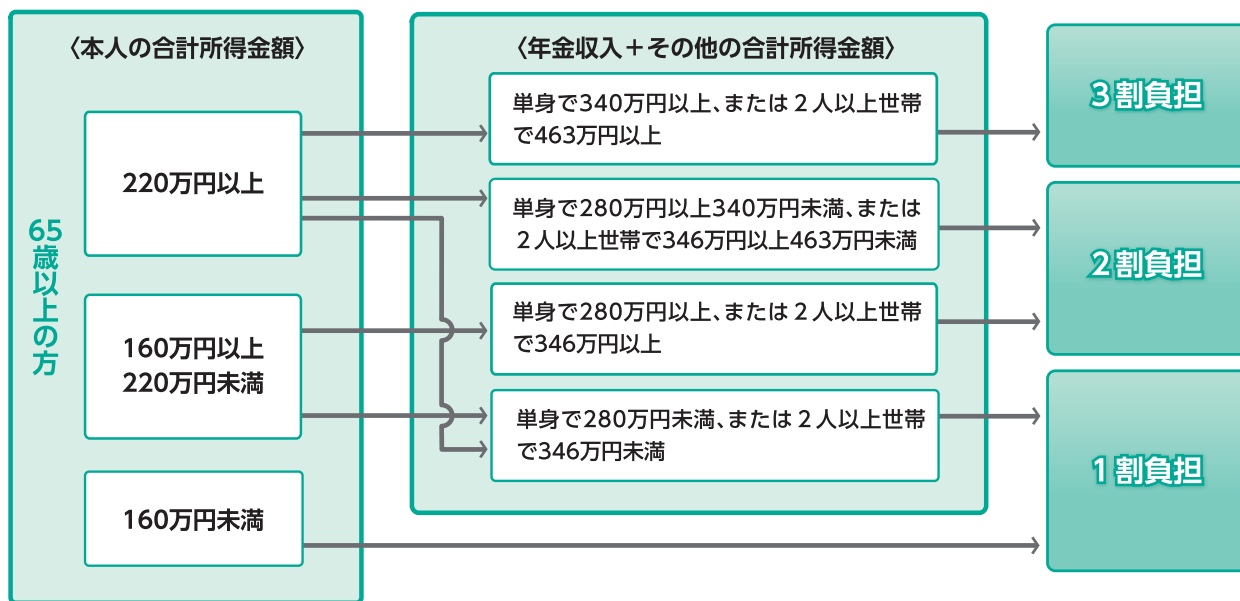 〈本人の合計所得金額〉
65歳以上の方
220万円以上
160万円以上
220万円未満
160万円未満
〈年金収入＋その他の合計所得金額〉
単身で340万円以上、または２人以上世帯
で463万円以上
単身で280万円以上340万円未満、または
２人以上世帯で346万円以上463万円未満
単身で280万円以上、または２人以上世帯
で346万円以上
単身で280万円未満、または２人以上世帯
で346万円未満
３割負担
２割負担
１割負担